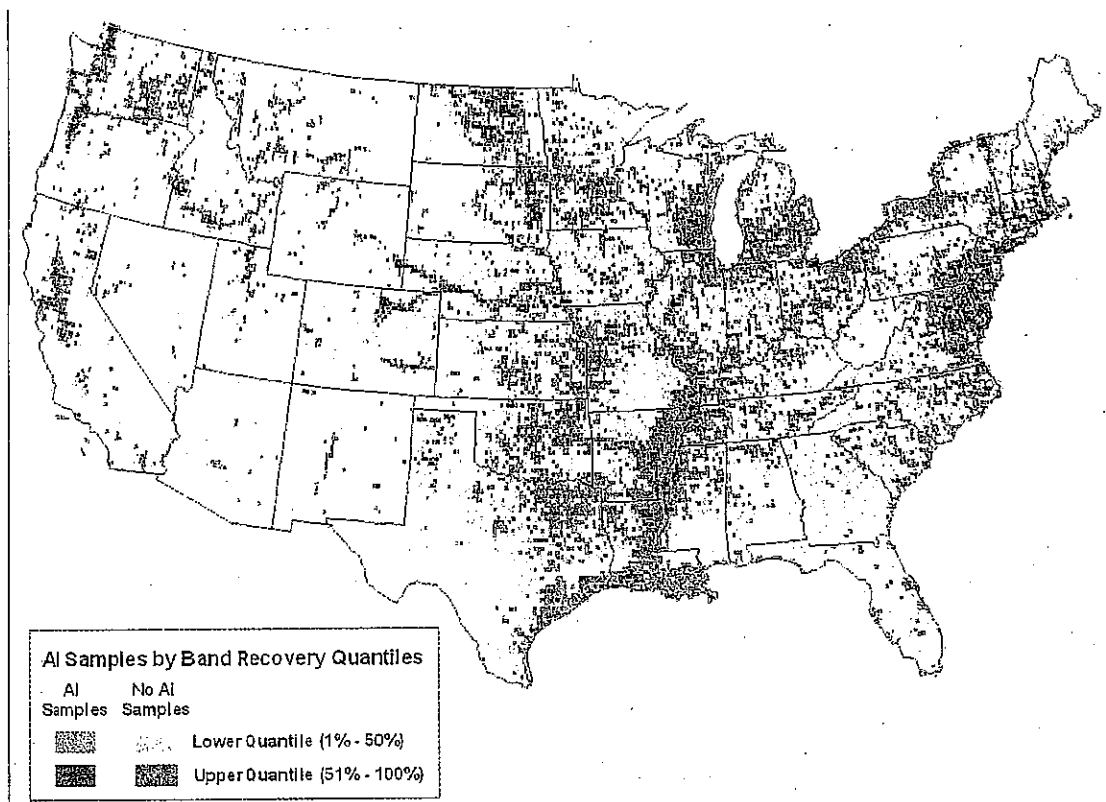 AI Samples by Band Recovery Quantiles
AI Samples
No AI Samples
Lower Quantile (1% - 50%)
Upper Quantile (51% - 100%)